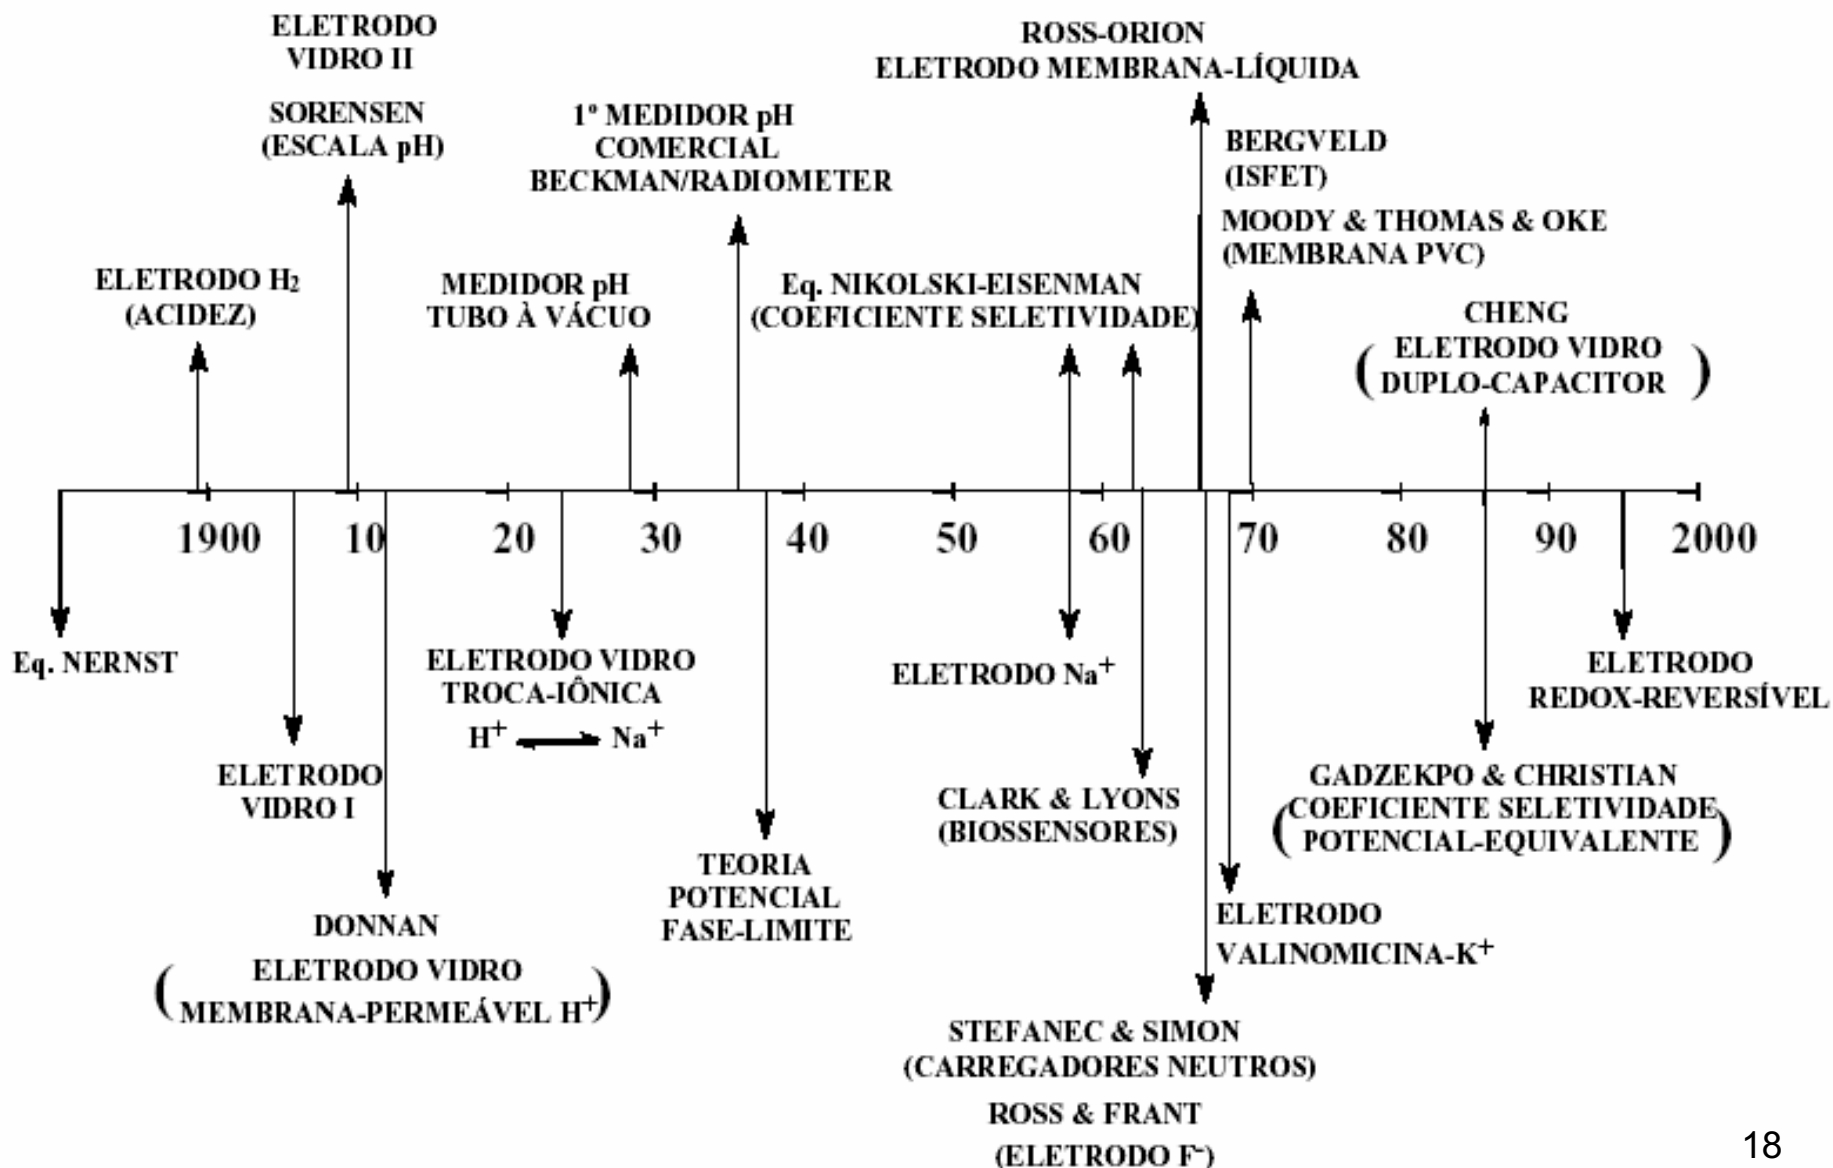 ELETRODO
VIDRO II
SORENSEN
(ESCALA pH)
1º MEDIDOR pH
COMERCIAL
BECKMAN/RADIOMETER
ROSS-ORION
ELETRODO MEMBRANA-LÍQUIDA
BERGVELD
(ISFET)
MOODY & THOMAS & OKE
(MEMBRANA PVC)
ELETRODO H2
(ACIDEZ)
MEDIDOR pH
TUBO À VÁCUO
Eq. NIKOLSKI-EISENMAN
(COEFICIENTE SELETIVIDADE)
CHENG
(ELETRODO VIDRO
DUPLO-CAPACITOR)
1900 10 20 30 40 50 60 70 80 90 2000
Eq. NERNST
ELETRODO
VIDRO I
DONNAN
(ELETRODO VIDRO
MEMBRANA-PERMEÁVEL H+)
ELETRODO VIDRO
TROCA-IÔNICA
H+ Na+
TEORIA
POTENCIAL
FASE-LIMITE
ELETRODO Na+
CLARK & LYONS
(BIOSSENSORES)
STEFANEC & SIMON
(CARREGADORES NEUTROS)
ROSS & FRANT
(ELETRODO F-)
ELETRODO
VALINOMICINA-K+
GADZEKPO & CHRISTIAN
(COEFICIENTE SELETIVIDADE
POTENCIAL-EQUIVALENTE)
ELETRODO
REDOX-REVERSÍVEL
18